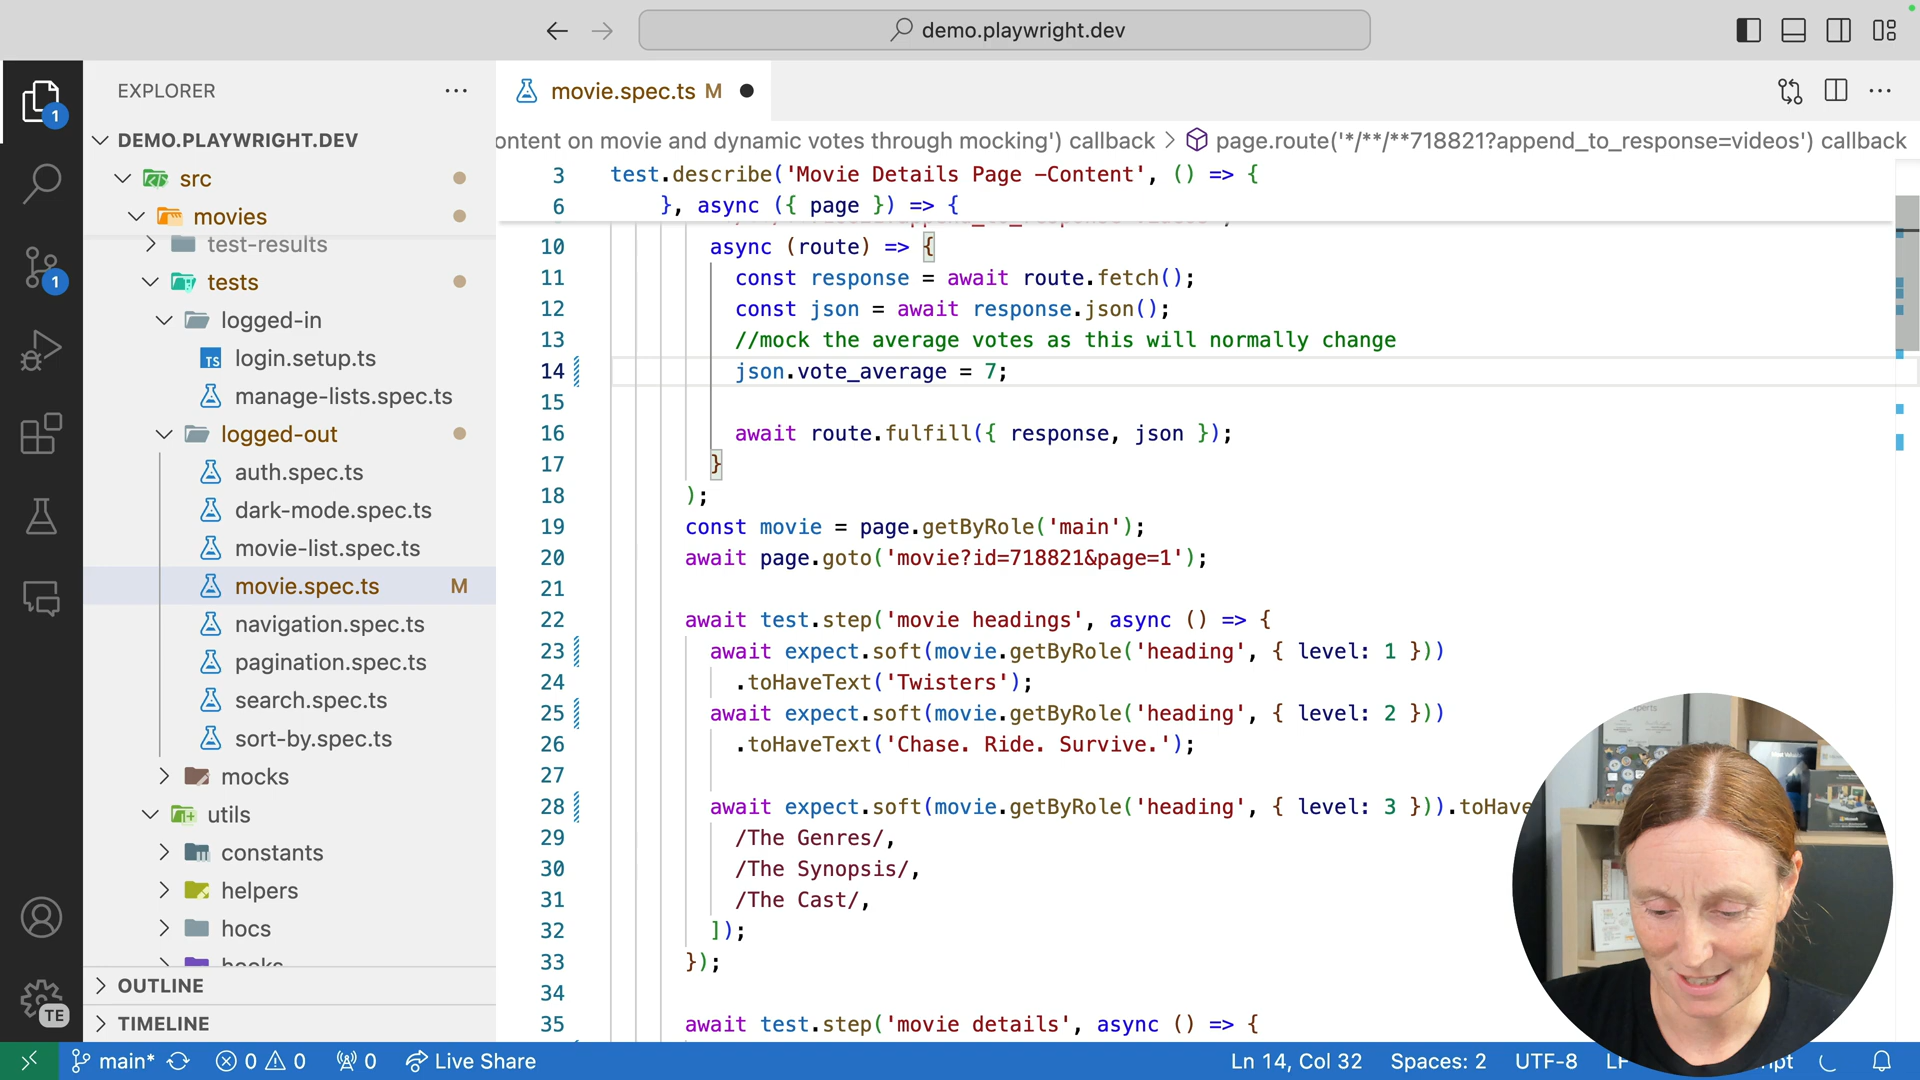 demo.playwright.dev
1
EXPLORER
DEMO.PLAYWRIGHT.DEV
src
movies
test-results
tests
logged-in
login.setup.ts
manage-lists.spec.ts
logged-out
auth.spec.ts
dark-mode.spec.ts
movie-list.spec.ts
movie.spec.ts M
navigation.spec.ts
pagination.spec.ts
search.spec.ts
sort-by.spec.ts
mocks
utils
constants
helpers
hocs
hooks
OUTLINE
TIMELINE
1
TS
TE
movie.spec.ts M
ontent on movie and dynamic votes through mocking') callback > page.route('*/**/**718821?append_to_response=videos') callback
3 test.describe('Movie Details Page –Content', () => {
6 }, async ({ page }) => {
10 async (route) => {
11 const response = await route.fetch();
12 const json = await response.json();
13 //mock the average votes as this will normally change
14 json.vote_average = 7;
15
16 await route.fulfill({ response, json });
17 }
18 );
19 const movie = page.getByRole('main');
20 await page.goto('movie?id=718821&page=1');
21
22 await test.step('movie headings', async () => {
23 await expect.soft(movie.getByRole('heading', { level: 1 }))
24 .toHaveText('Twisters');
25 await expect.soft(movie.getByRole('heading', { level: 2 }))
26 .toHaveText('Chase. Ride. Survive.');
27
28 await expect.soft(movie.getByRole('heading', { level: 3 })).toHave
29 /The Genres/,
30 /The Synopsis/,
31 /The Cast/,
32 ]);
33 });
34
35 await test.step('movie details', async () => {
main* 0 0 0 Live Share Ln 14, Col 32 Spaces: 2 UTF-8 LF